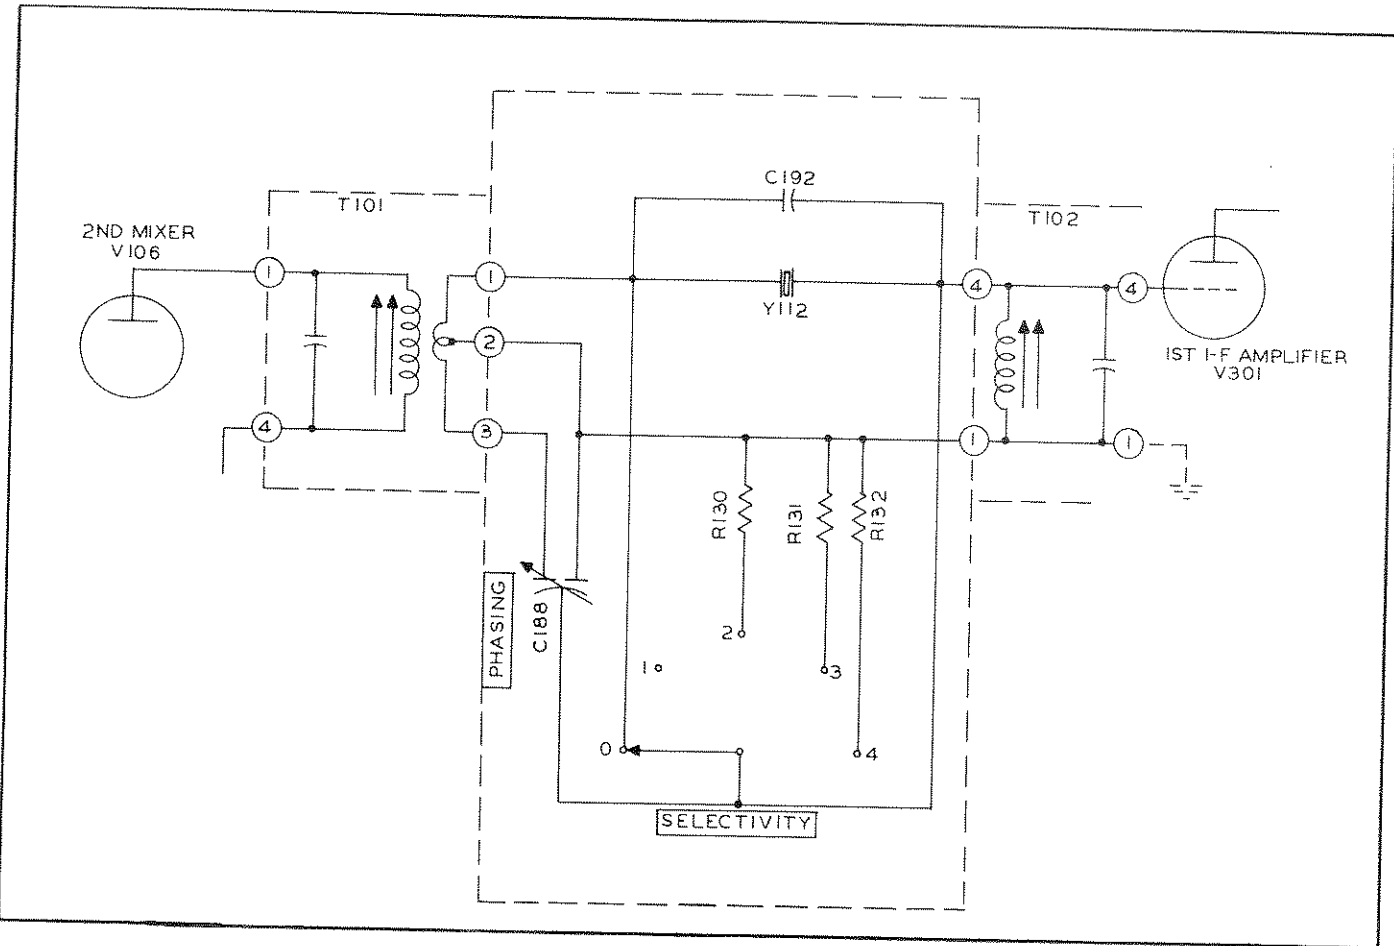 C192
T101
T102
2ND MIXER
V106
1
1
4
4
Y112
2
1ST I-F AMPLIFIER
V301
4
3
1
1
R130
R131
R132
PHASING
C188
2
1
3
0
4
SELECTIVITY